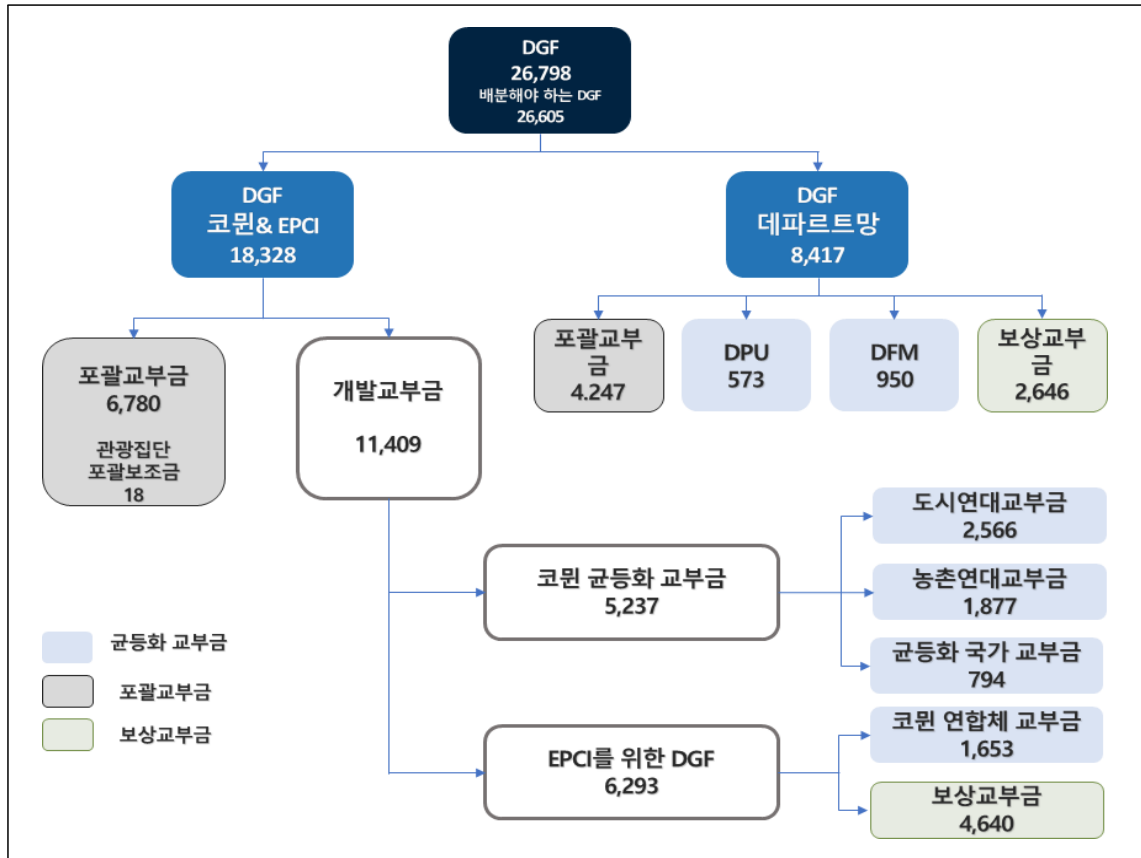 DGF
26,798
배분해야 하는 DGF
26,605
DGF
코뮌& EPCI
18,328
DGF
데파르트망
8,417
포괄교부금
6,780
관광집단
포괄보조금
18
개발교부금
11,409
포괄교부
금
4.247
DPU
573
DFM
950
보상교부
금
2,646
코뮌 균등화 교부금
5,237
도시연대교부금
2,566
농촌연대교부금
1,877
균등화 국가 교부금
794
EPCI를 위한 DGF
6,293
코뮌 연합체 교부금
1,653
보상교부금
4,640
균등화 교부금
포괄교부금
보상교부금